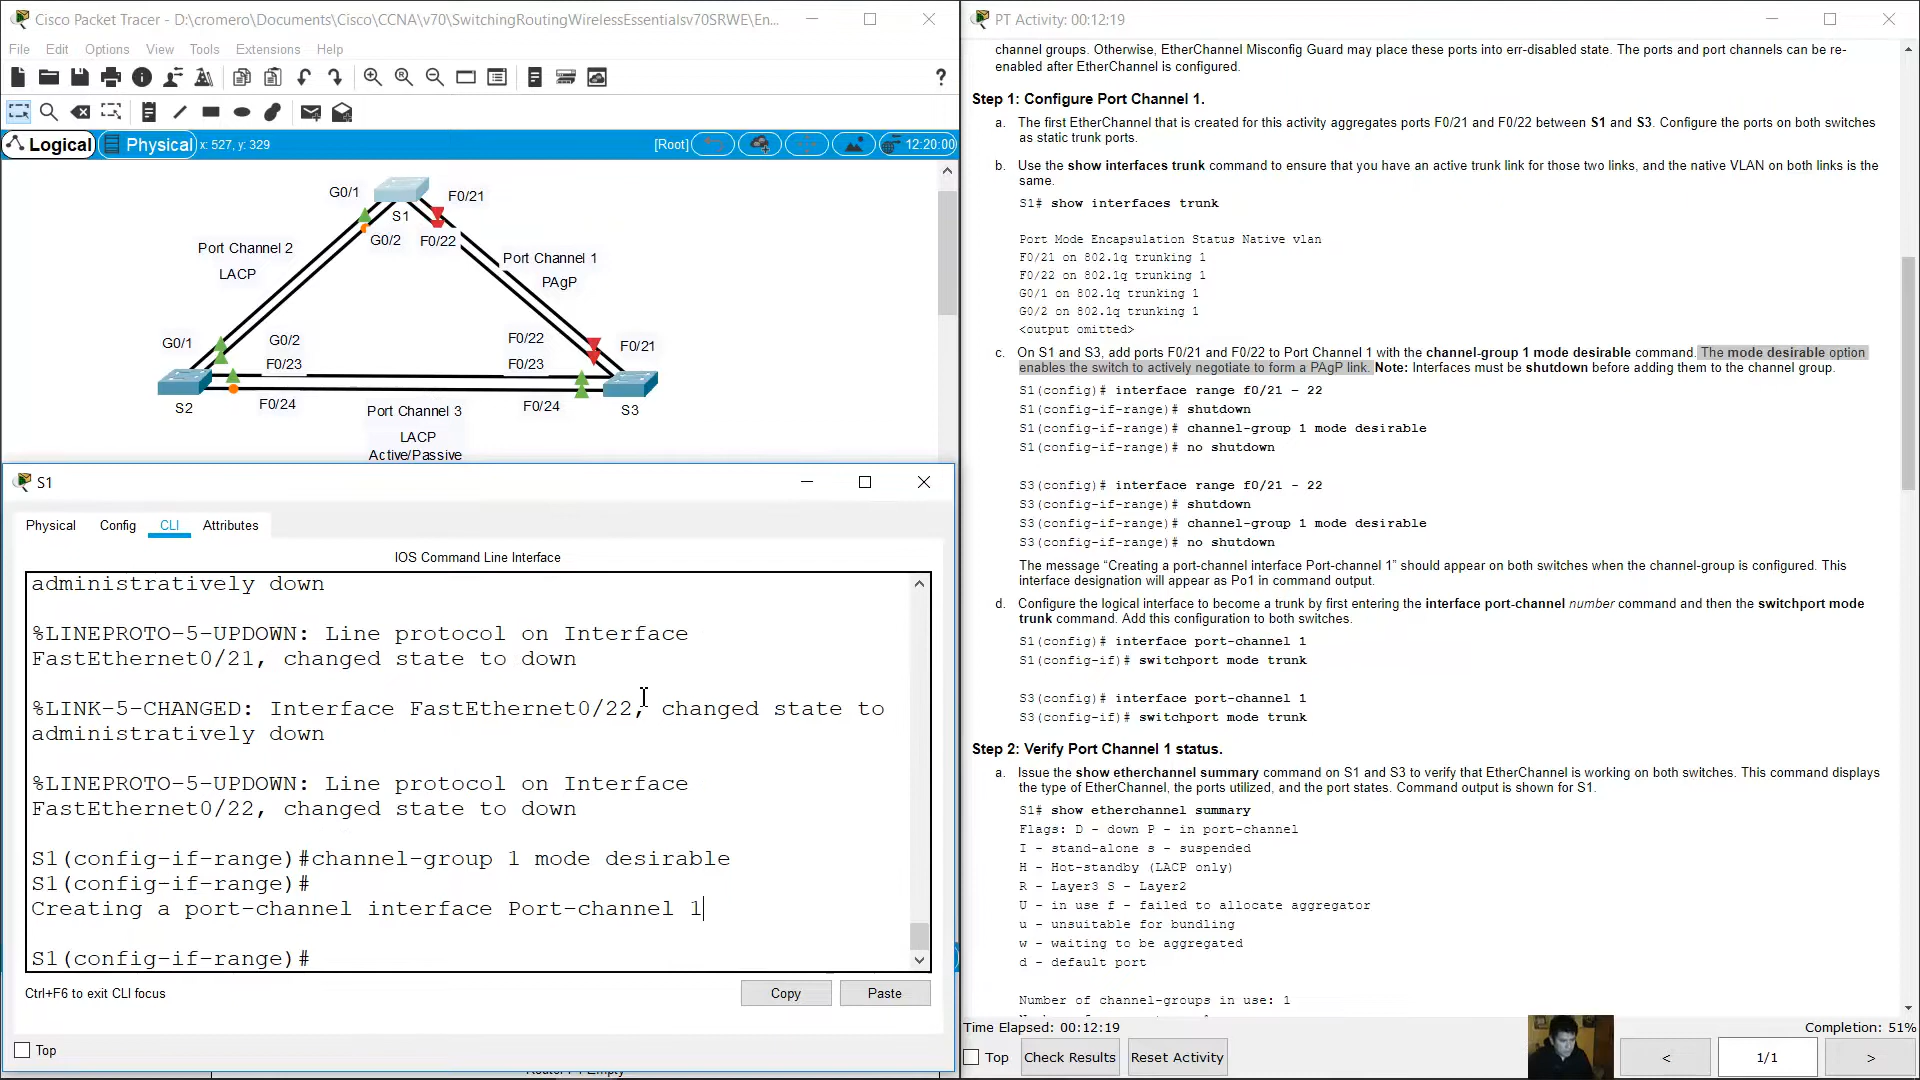 Cisco Packet Tracer - D:\cromero\Documents\Cisco\CCNA\v70\SwitchingRoutingWirelessEssentialsv70SRWE\En...
File Edit Options View Tools Extensions Help
Logical
Physical
x: 527, y: 329
[Root]
12:20:00
G0/1
S1
F0/21
G0/2
F0/22
Port Channel 2
LACP
Port Channel 1
PAgP
G0/1
G0/2
F0/22
F0/21
F0/23
F0/23
S2
F0/24
Port Channel 3
LACP
Active/Passive
F0/24
S3
S1
Physical Config CLI Attributes
IOS Command Line Interface
administratively down
%LINEPROTO-5-UPDOWN: Line protocol on Interface
FastEthernet0/21, changed state to down
%LINK-5-CHANGED: Interface FastEthernet0/22, changed state to
administratively down
%LINEPROTO-5-UPDOWN: Line protocol on Interface
FastEthernet0/22, changed state to down
S1(config-if-range)#channel-group 1 mode desirable
S1(config-if-range)#
Creating a port-channel interface Port-channel 1
S1(config-if-range)#
Ctrl+F6 to exit CLI focus
Copy
Paste
Top
PT Activity: 00:12:19
channel groups. Otherwise, EtherChannel Misconfig Guard may place these ports into err-disabled state. The ports and port channels can be re-
enabled after EtherChannel is configured.
Step 1: Configure Port Channel 1.
a. The first EtherChannel that is created for this activity aggregates ports F0/21 and F0/22 between S1 and S3. Configure the ports on both switches
as static trunk ports.
b. Use the show interfaces trunk command to ensure that you have an active trunk link for those two links, and the native VLAN on both links is the
same.
S1# show interfaces trunk
Port Mode Encapsulation Status Native vlan
F0/21 on 802.1q trunking 1
F0/22 on 802.1q trunking 1
G0/1 on 802.1q trunking 1
G0/2 on 802.1q trunking 1
<output omitted>
c. On S1 and S3, add ports F0/21 and F0/22 to Port Channel 1 with the channel-group 1 mode desirable command. The mode desirable option
enables the switch to actively negotiate to form a PAgP link. Note: Interfaces must be shutdown before adding them to the channel group.
S1(config)# interface range f0/21 - 22
S1(config-if-range)# shutdown
S1(config-if-range)# channel-group 1 mode desirable
S1(config-if-range)# no shutdown
S3(config)# interface range f0/21 - 22
S3(config-if-range)# shutdown
S3(config-if-range)# channel-group 1 mode desirable
S3(config-if-range)# no shutdown
The message “Creating a port-channel interface Port-channel 1” should appear on both switches when the channel-group is configured. This
interface designation will appear as Po1 in command output.
d. Configure the logical interface to become a trunk by first entering the interface port-channel number command and then the switchport mode
trunk command. Add this configuration to both switches.
S1(config)# interface port-channel 1
S1(config-if)# switchport mode trunk
S3(config)# interface port-channel 1
S3(config-if)# switchport mode trunk
Step 2: Verify Port Channel 1 status.
a. Issue the show etherchannel summary command on S1 and S3 to verify that EtherChannel is working on both switches. This command displays
the type of EtherChannel, the ports utilized, and the port states. Command output is shown for S1.
S1# show etherchannel summary
Flags: D - down P - in port-channel
I - stand-alone s - suspended
H - Hot-standby (LACP only)
R - Layer3 S - Layer2
U - in use f - failed to allocate aggregator
u - unsuitable for bundling
w - waiting to be aggregated
d - default port
Number of channel-groups in use: 1
Time Elapsed: 00:12:19
Completion: 51%
Top
Check Results
Reset Activity
<
1/1
>